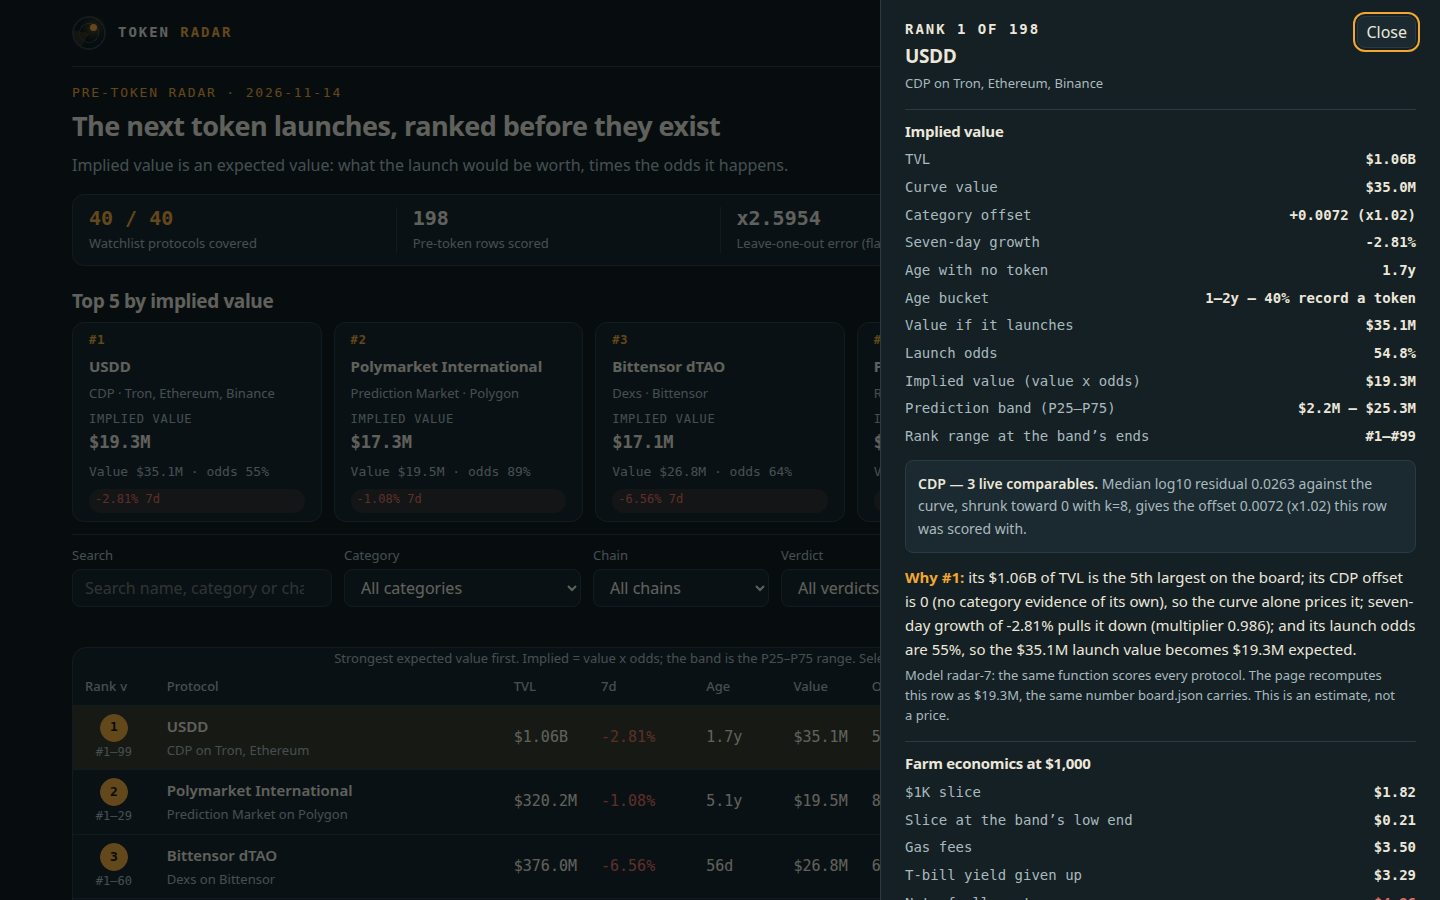 TOKEN RADAR
PRE-TOKEN RADAR · 2026-11-14
The next token launches, ranked before they exist
Implied value is an expected value: what the launch would be worth, times the odds it happens.
40 / 40
Watchlist protocols covered
198
Pre-token rows scored
x2.5954
Leave-one-out error (fla
Top 5 by implied value
#1
USDD
CDP · Tron, Ethereum, Binance
IMPLIED VALUE
$19.3M
Value $35.1M · odds 55%
-2.81% 7d
#2
Polymarket International
Prediction Market · Polygon
IMPLIED VALUE
$17.3M
Value $19.5M · odds 89%
-1.08% 7d
#3
Bittensor dTAO
Dexs · Bittensor
IMPLIED VALUE
$17.1M
Value $26.8M · odds 64%
-6.56% 7d
Search
Search name, category or cha
Category
All categories
Chain
All chains
Verdict
All verdicts
Strongest expected value first. Implied = value x odds; the band is the P25–P75 range. Sele
Rank v Protocol TVL 7d Age Value
1 USDD $1.06B -2.81% 1.7y $35.1M
#1–99 CDP on Tron, Ethereum
2 Polymarket International $320.2M -1.08% 5.1y $19.5M
#1–29 Prediction Market on Polygon
3 Bittensor dTAO $376.0M -6.56% 56d $26.8M
#1–60 Dexs on Bittensor
RANK 1 OF 198
Close
USDD
CDP on Tron, Ethereum, Binance
Implied value
TVL $1.06B
Curve value $35.0M
Category offset +0.0072 (x1.02)
Seven-day growth -2.81%
Age with no token 1.7y
Age bucket 1–2y — 40% record a token
Value if it launches $35.1M
Launch odds 54.8%
Implied value (value x odds) $19.3M
Prediction band (P25–P75) $2.2M — $25.3M
Rank range at the band’s ends #1–#99
CDP — 3 live comparables. Median log10 residual 0.0263 against the
curve, shrunk toward 0 with k=8, gives the offset 0.0072 (x1.02) this row
was scored with.
Why #1: its $1.06B of TVL is the 5th largest on the board; its CDP offset
is 0 (no category evidence of its own), so the curve alone prices it; seven-
day growth of -2.81% pulls it down (multiplier 0.986); and its launch odds
are 55%, so the $35.1M launch value becomes $19.3M expected.
Model radar-7: the same function scores every protocol. The page recomputes
this row as $19.3M, the same number board.json carries. This is an estimate, not
a price.
Farm economics at $1,000
$1K slice $1.82
Slice at the band’s low end $0.21
Gas fees $3.50
T-bill yield given up $3.29